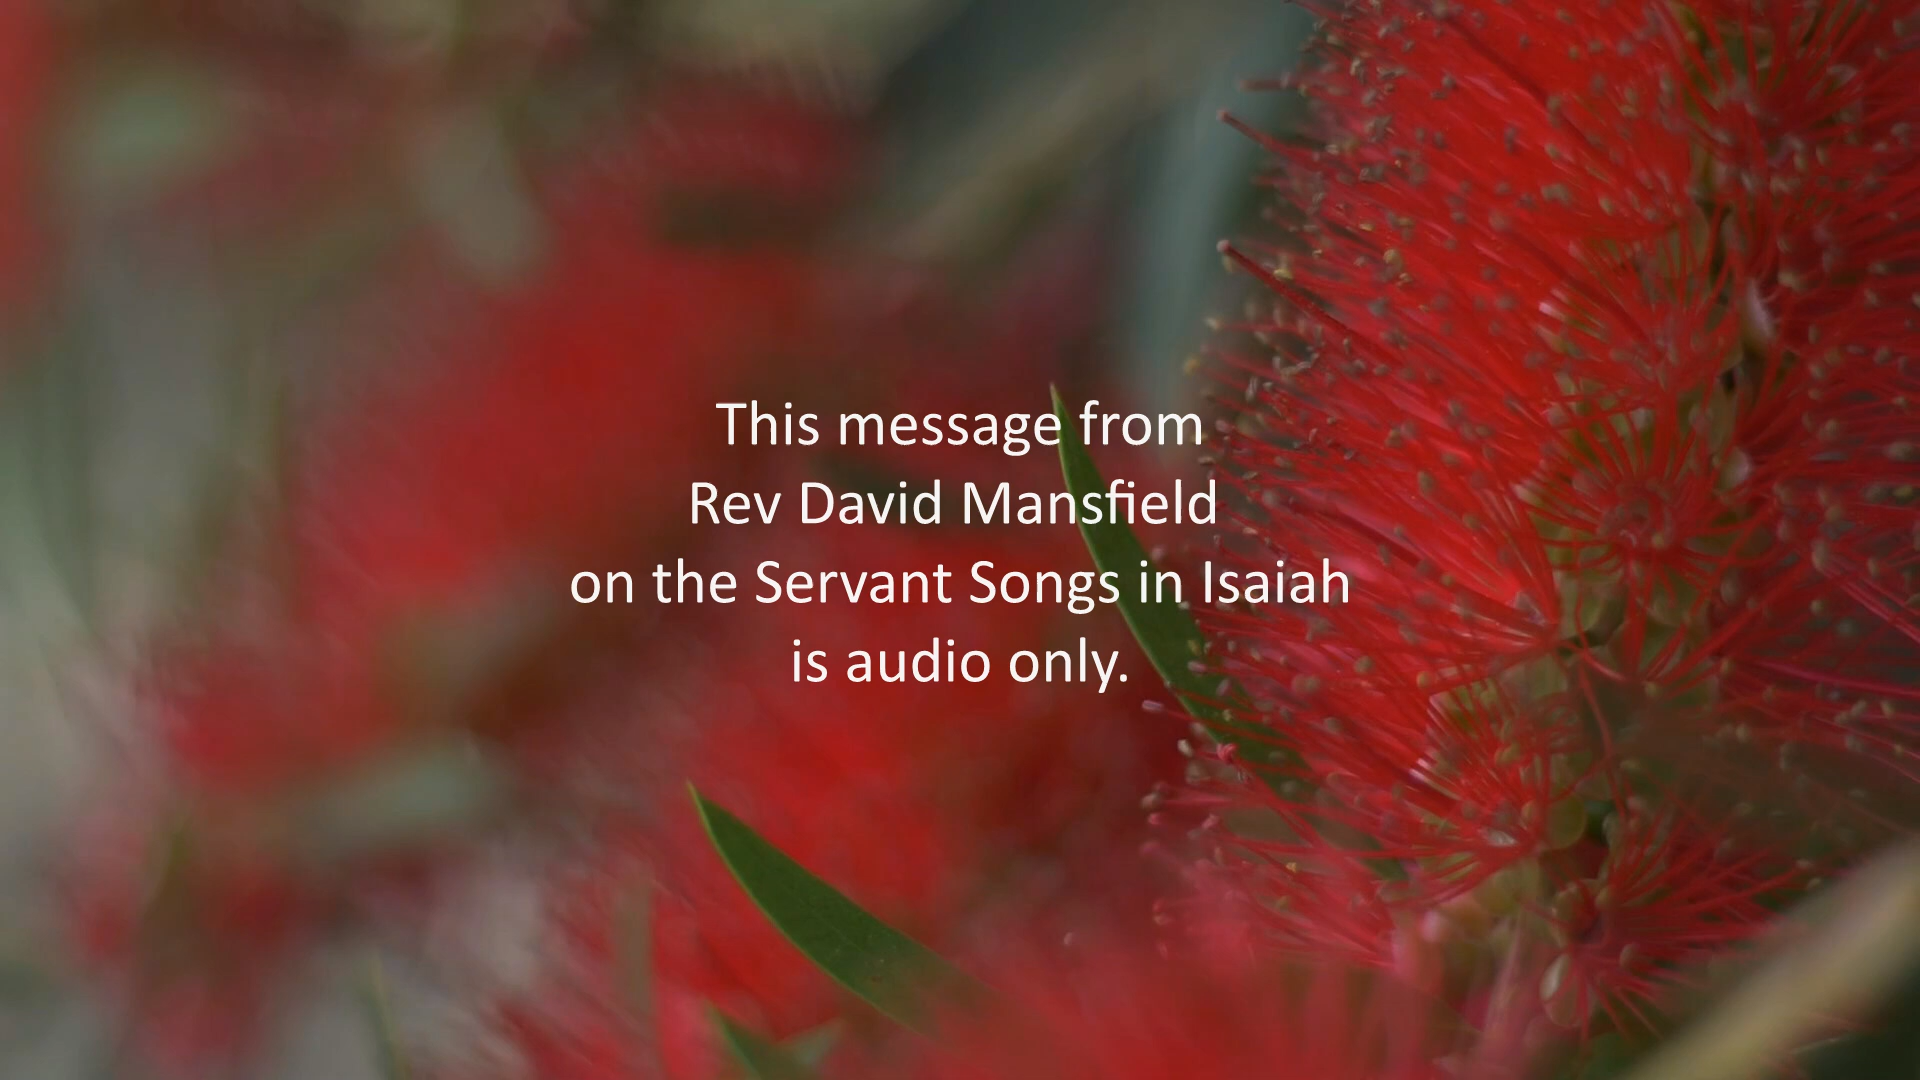 This message from
Rev David Mansfield
on the Servant Songs in Isaiah
is audio only.